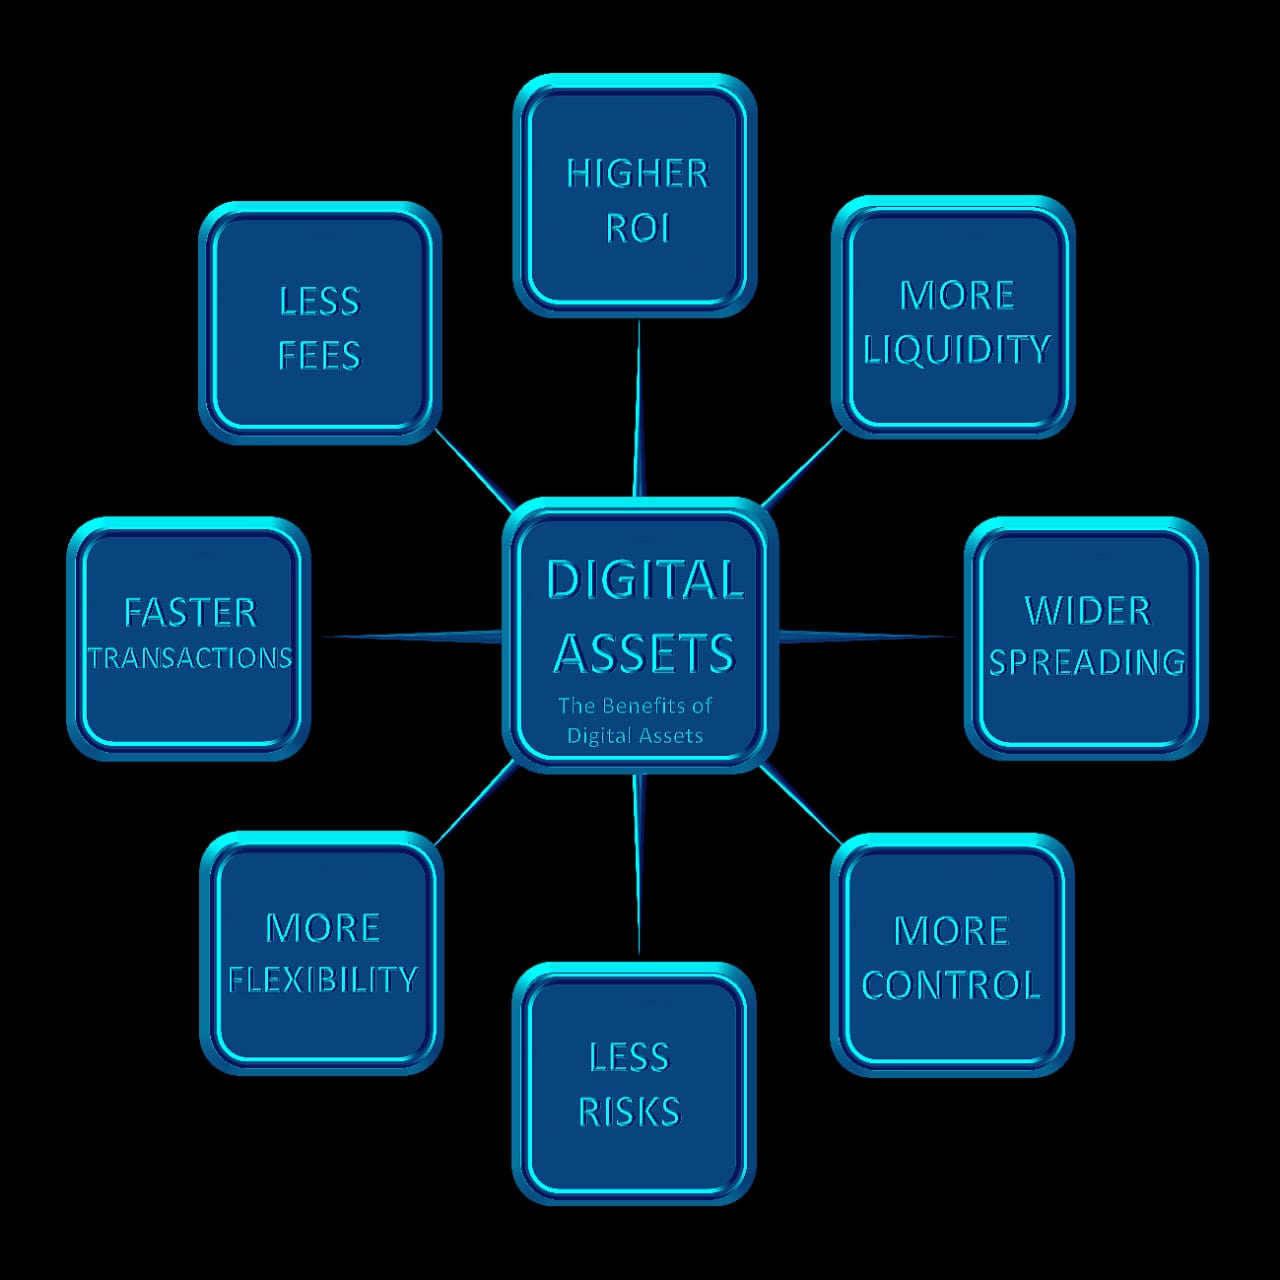 HIGHER
ROI
LESS
FEES
MORE
LIQUIDITY
FASTER
TRANSACTIONS
DIGITAL
ASSETS
The Benefits of
Digital Assets
WIDER
SPREADING
MORE
FLEXIBILITY
MORE
CONTROL
LESS
RISKS